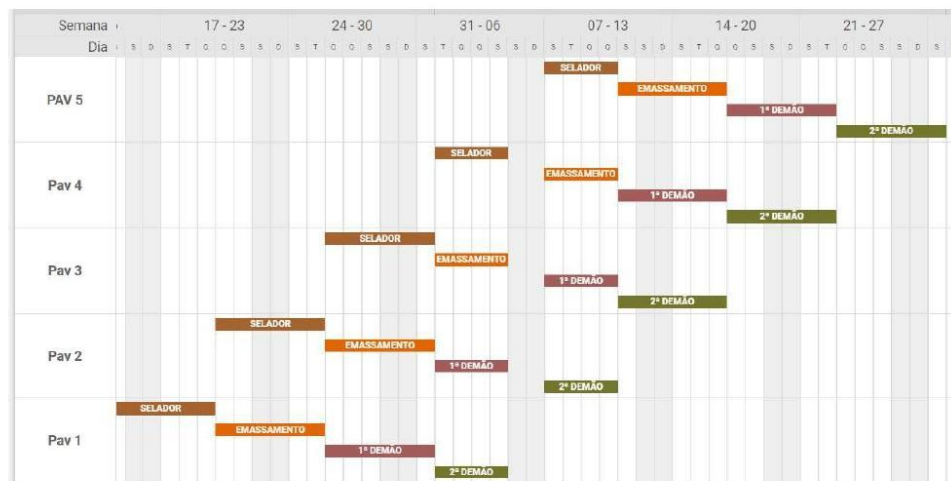 Semana 17 - 23 24 - 30 31 - 06 07 - 13 14 - 20 21 - 27
Dia S D S T Q Q S S D S T Q Q S S D S T Q Q S S D S T Q Q S S D S T Q Q S S D S T Q Q S S D S
PAV 5
SELADOR
EMASSAMENTO
1ª DEMÃO
2ª DEMÃO
Pav 4
SELADOR
EMASSAMENTO
1ª DEMÃO
2ª DEMÃO
Pav 3
SELADOR
EMASSAMENTO
1ª DEMÃO
2ª DEMÃO
Pav 2
SELADOR
EMASSAMENTO
1ª DEMÃO
2ª DEMÃO
Pav 1
SELADOR
EMASSAMENTO
1ª DEMÃO
2ª DEMÃO